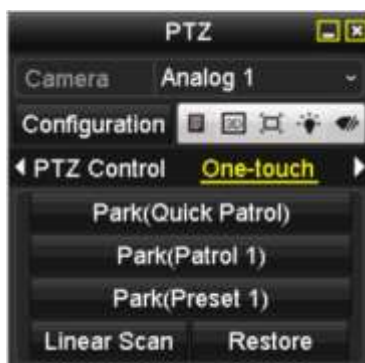 PTZ
Camera Analog 1
Configuration
PTZ Control One-touch
Park(Quick Patrol)
Park(Patrol 1)
Park(Preset 1)
Linear Scan Restore